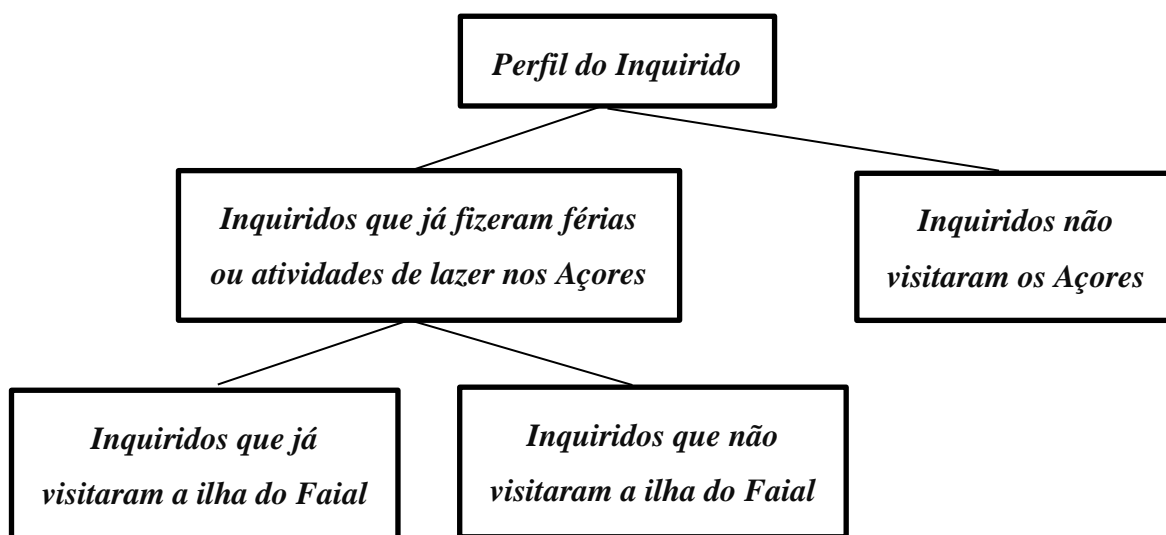 Perfil do Inquirido
Inquiridos que já fizeram férias
ou atividades de lazer nos Açores
Inquiridos não
visitaram os Açores
Inquiridos que já
visitaram a ilha do Faial
Inquiridos que não
visitaram a ilha do Faial